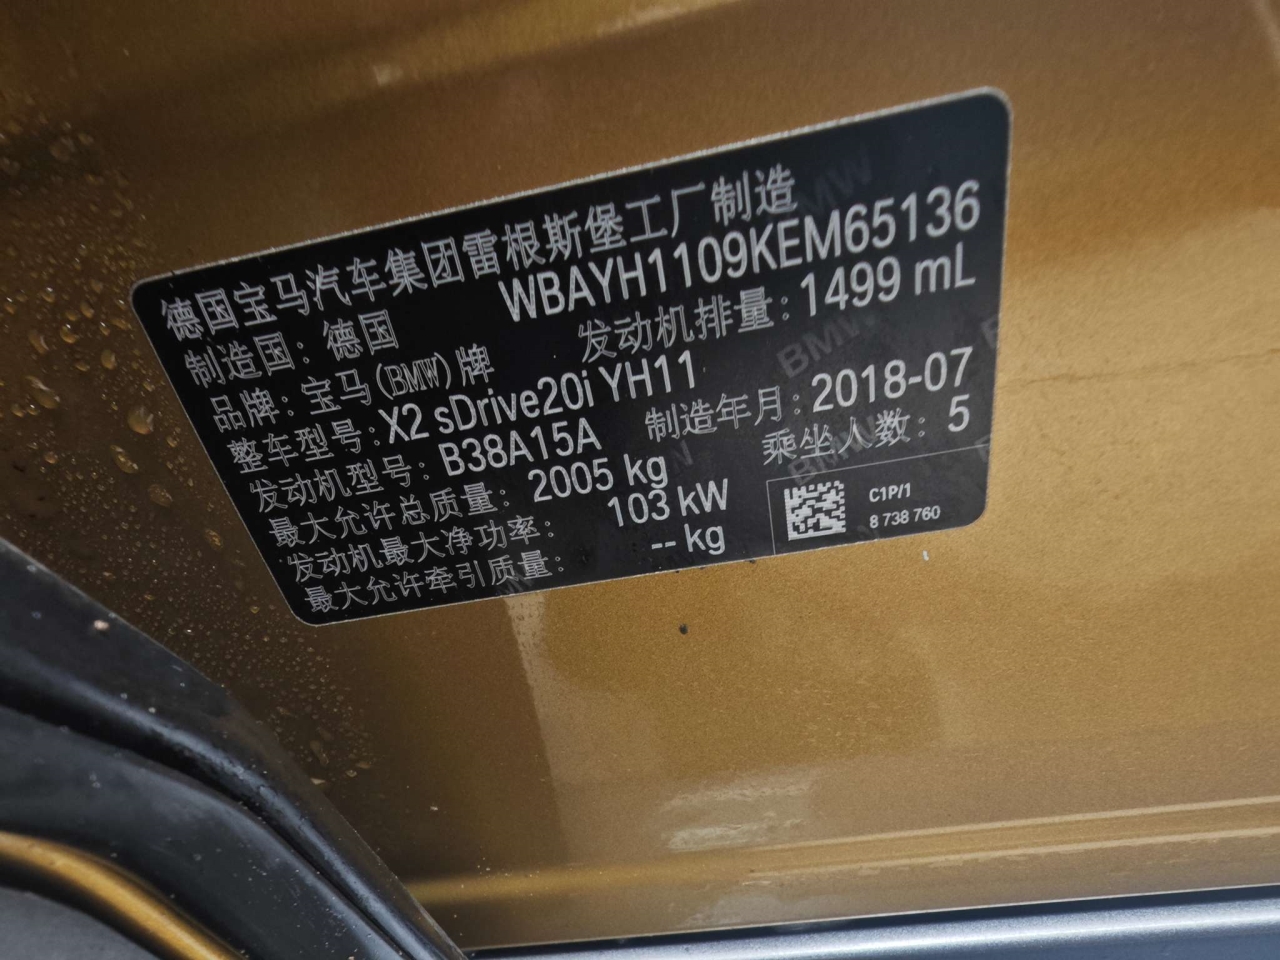 德国宝马汽车集团雷根斯堡工厂制造
制造国：德国 WBAYH1109KEM65136
品牌：宝马(BMW)牌 发动机排量：1499 mL
整车型号：X2 sDrive20i YH11
发动机型号：B38A15A 制造年月：2018-07
最大允许总质量：2005 kg 乘坐人数：5
发动机最大净功率：103 kW
最大允许牵引质量：-- kg
C1P/1
8 738 760